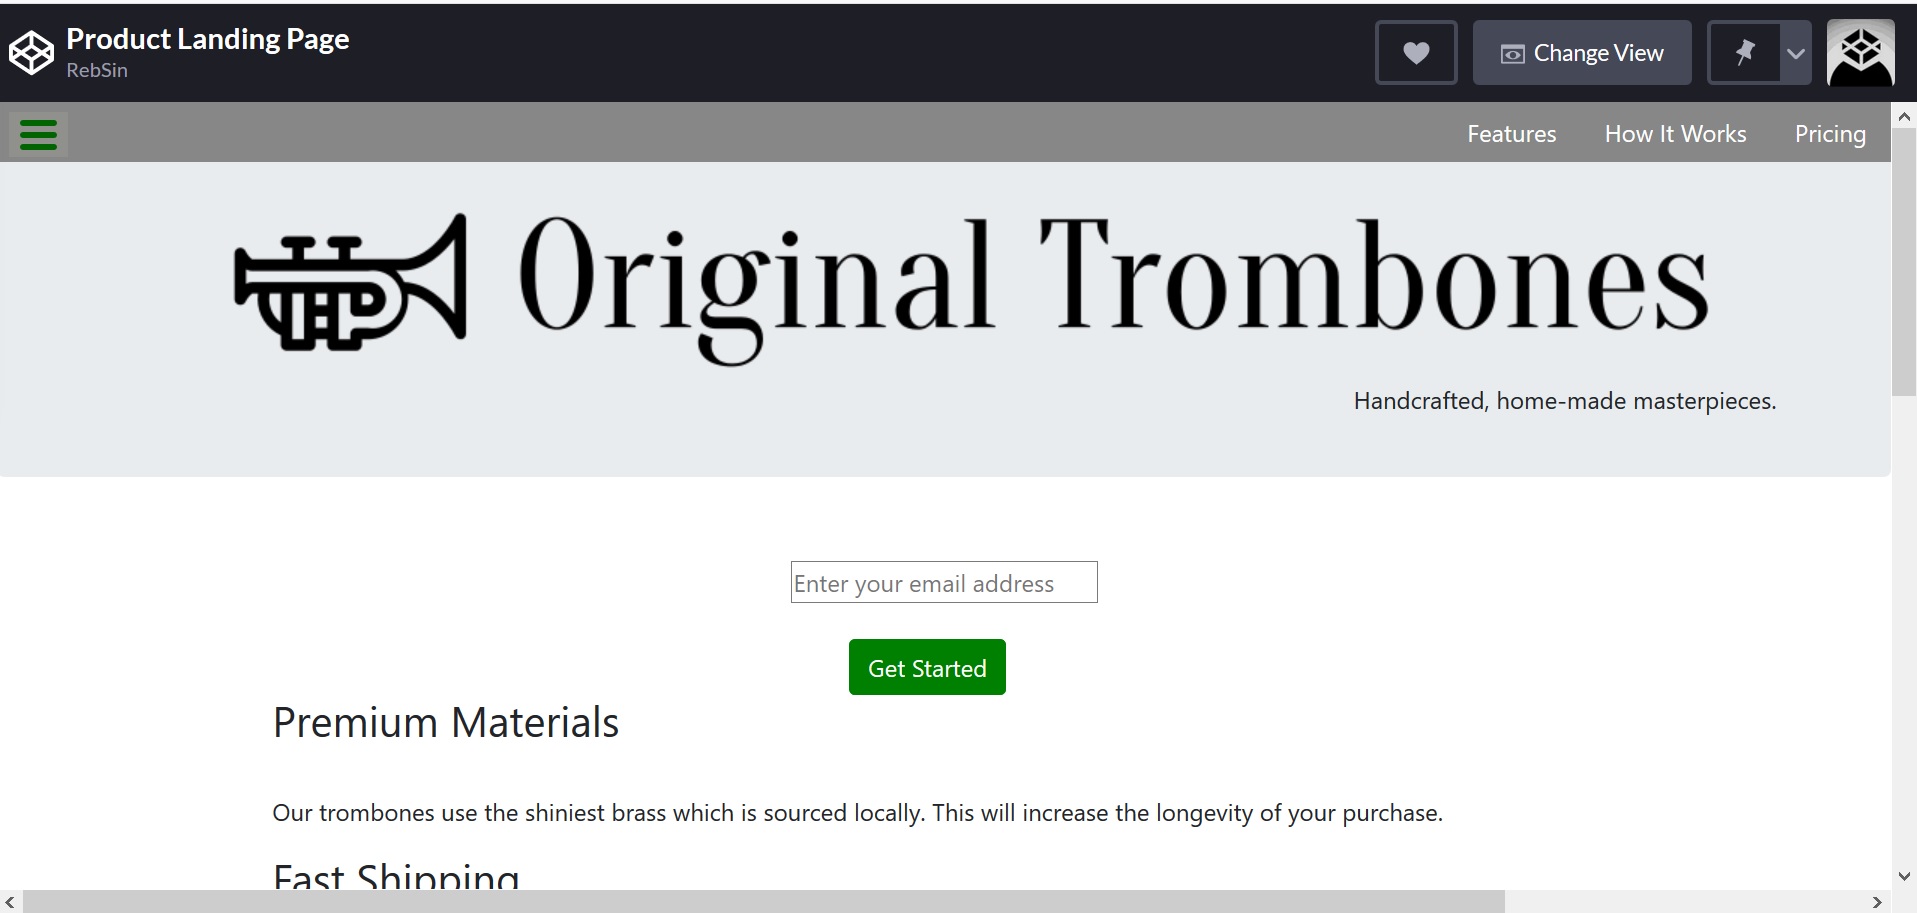 Product Landing Page
RebSin
Change View
Features How It Works Pricing
Original Trombones
Handcrafted, home-made masterpieces.
Enter your email address
Get Started
Premium Materials
Our trombones use the shiniest brass which is sourced locally. This will increase the longevity of your purchase.
Fast Shipping